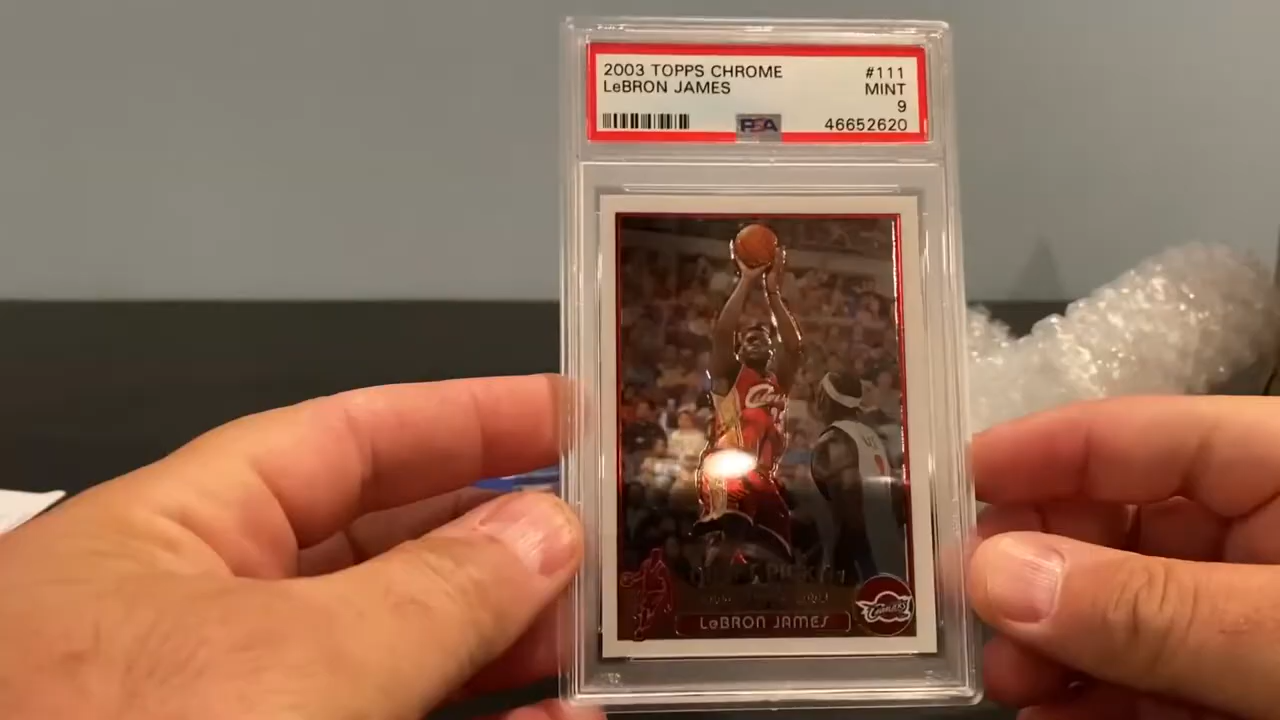 2003 TOPPS CHROME #111
LeBRON JAMES MINT
9
PSA 46652620
LeBRON JAMES